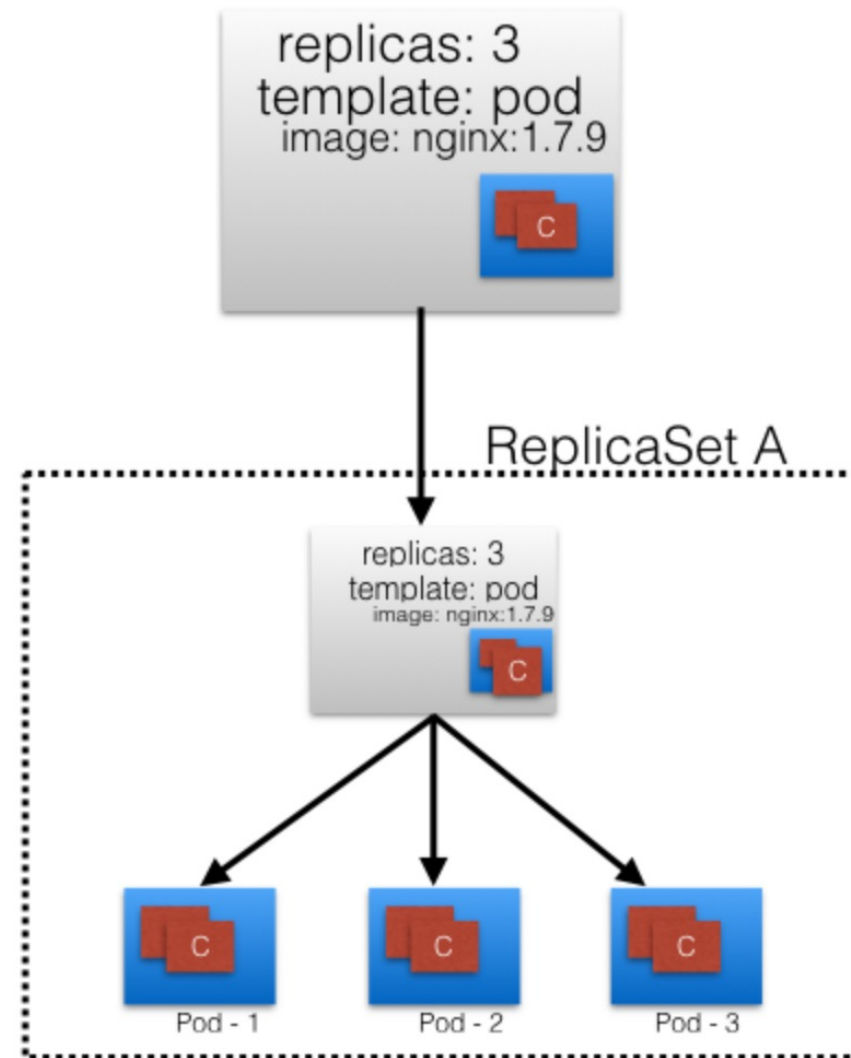 replicas: 3
template: pod
image: nginx:1.7.9
C
ReplicaSet A
replicas: 3
template: pod
image: nginx:1.7.9
C
C
C
C
Pod - 1
Pod - 2
Pod - 3